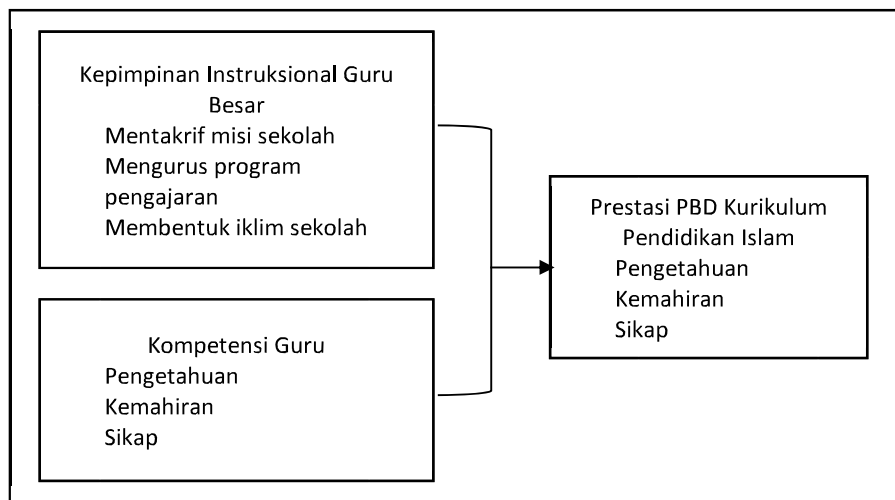 Kepimpinan Instruksional Guru
Besar
Mentakrif misi sekolah
Mengurus program
pengajaran
Membentuk iklim sekolah
Kompetensi Guru
Pengetahuan
Kemahiran
Sikap
Prestasi PBD Kurikulum
Pendidikan Islam
Pengetahuan
Kemahiran
Sikap